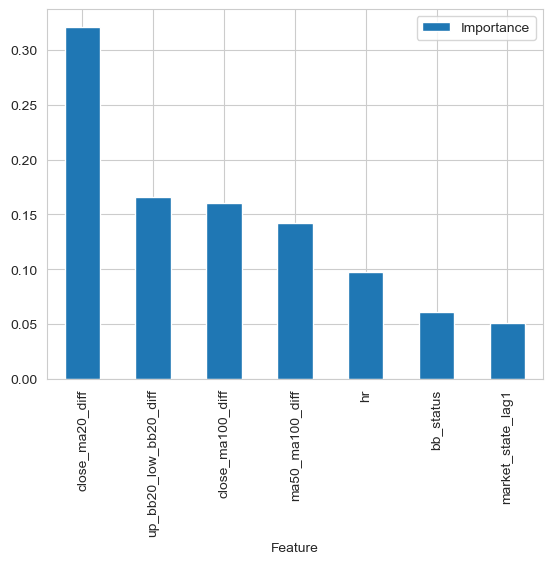 Importance
0.30
0.25
0.20
0.15
0.10
0.05
0.00
close_ma20_diff
up_bb20_low_bb20_diff
close_ma100_diff
ma50_ma100_diff
hr
bb_status
market_state_lag1
Feature